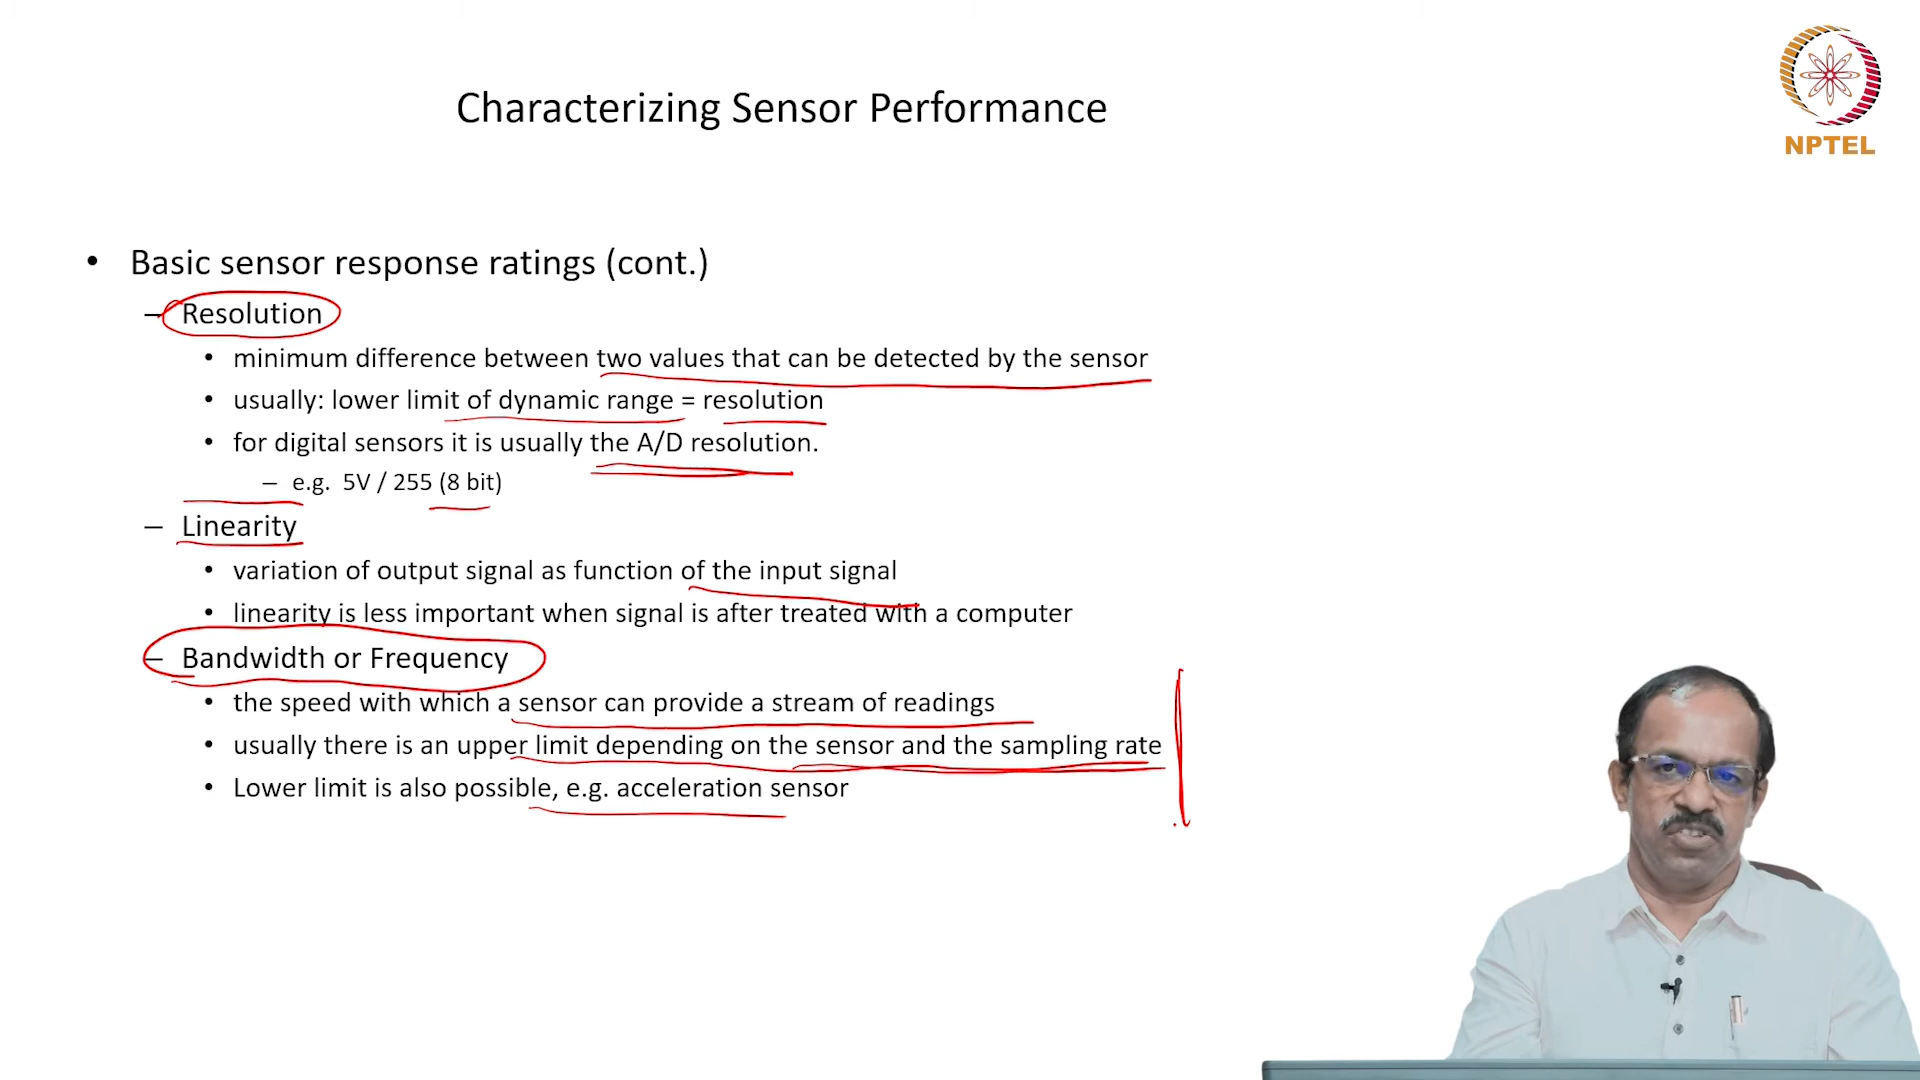 Characterizing Sensor Performance
NPTEL
• Basic sensor response ratings (cont.)
– Resolution
• minimum difference between two values that can be detected by the sensor
• usually: lower limit of dynamic range = resolution
• for digital sensors it is usually the A/D resolution.
– e.g. 5V / 255 (8 bit)
– Linearity
• variation of output signal as function of the input signal
• linearity is less important when signal is after treated with a computer
– Bandwidth or Frequency
• the speed with which a sensor can provide a stream of readings
• usually there is an upper limit depending on the sensor and the sampling rate
• Lower limit is also possible, e.g. acceleration sensor